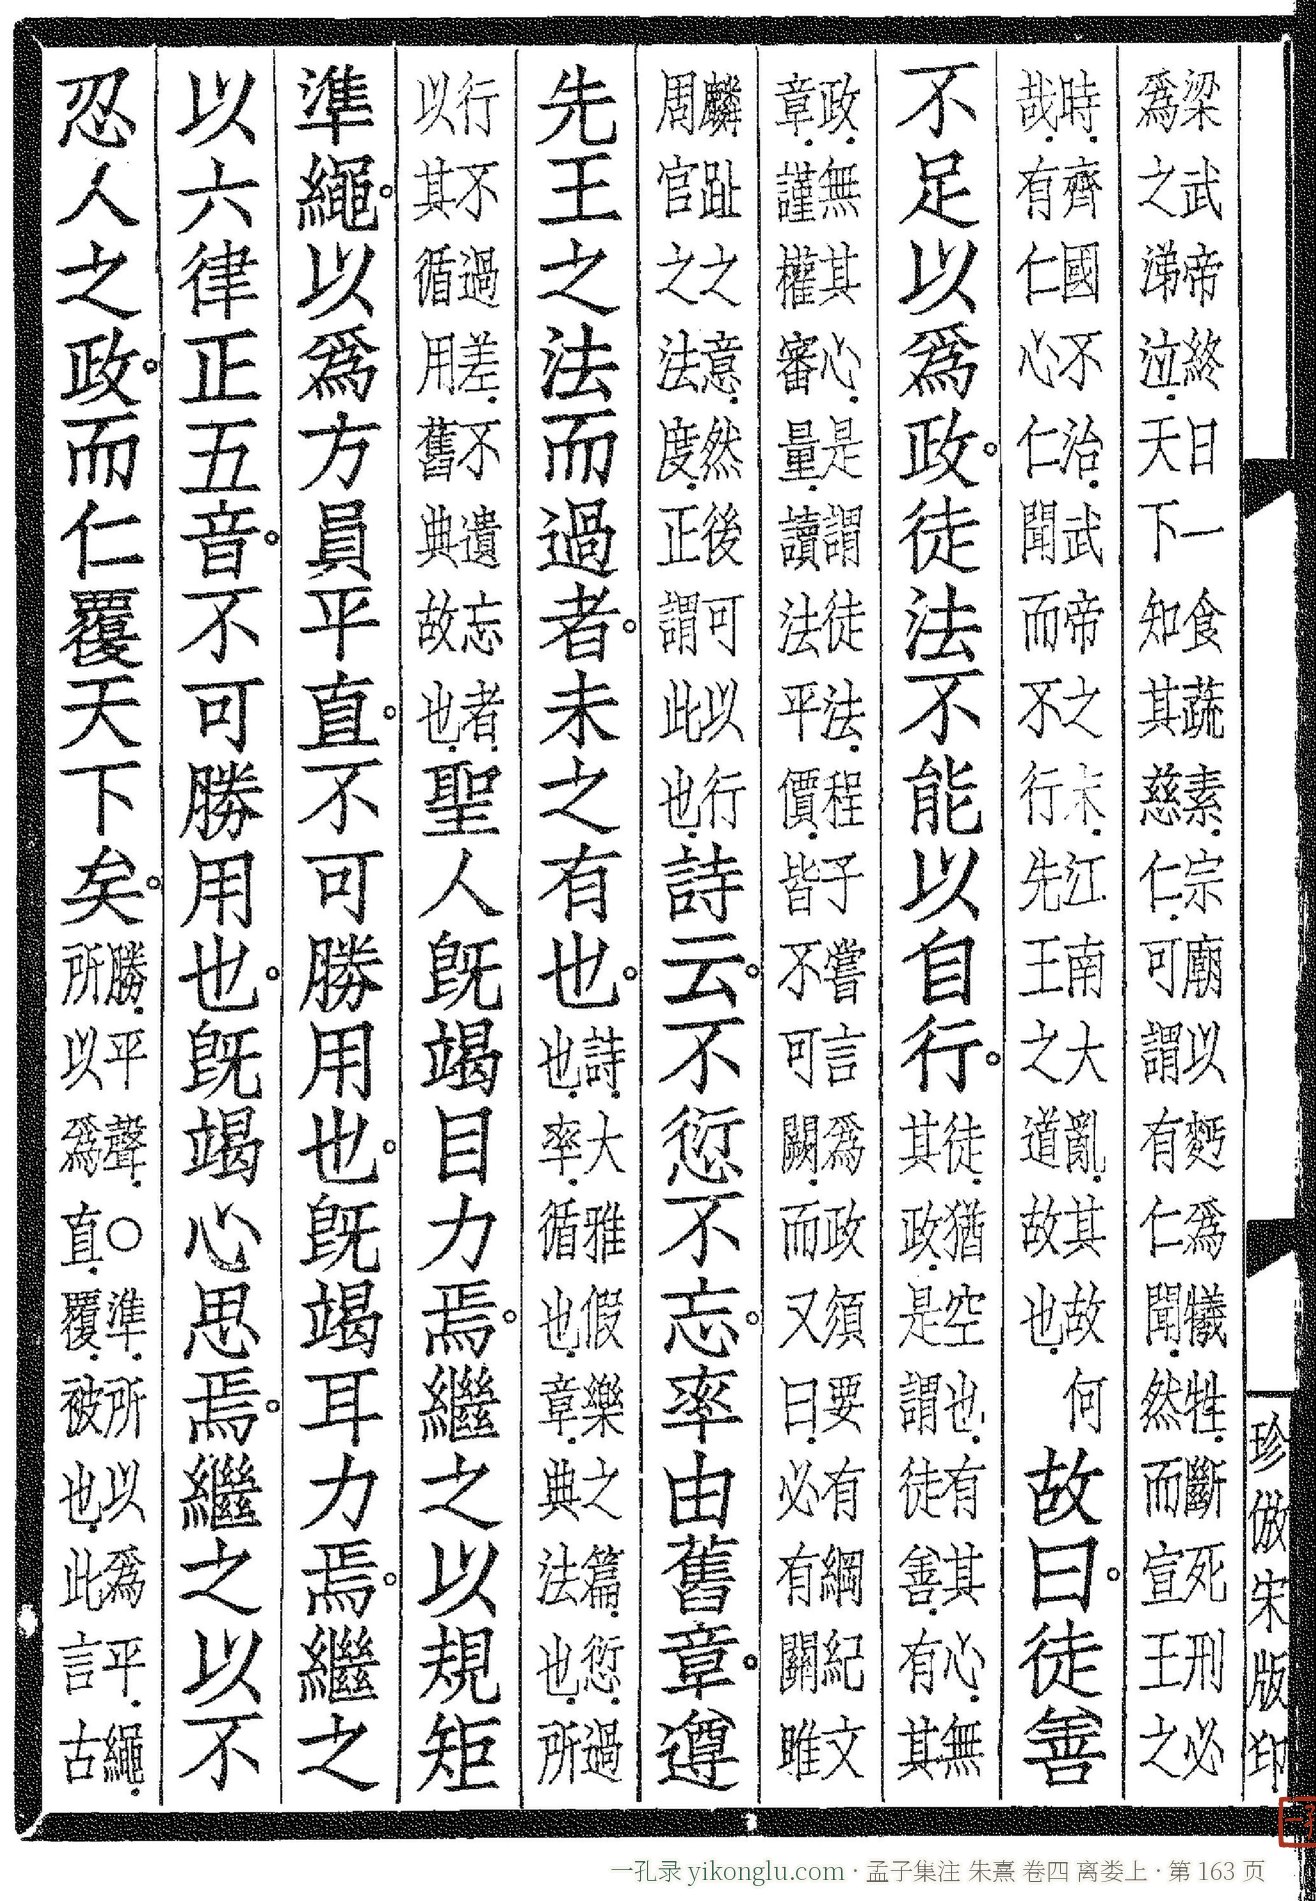 珍倣宋版印
梁武帝終日一食蔬素。宗廟以麪爲犧牲。斷死刑必爲之涕泣。天下知其慈仁。可謂有仁聞。然而宣王之
時。齊國不治。武帝之末。江南大亂。其故何哉。有仁心仁聞而不行先王之道故也。故曰。徒善
不足以爲政。徒法不能以自行。徒猶空也。有其心。無其政。是謂徒善。有其
政。無其心。是謂徒法。程子嘗言爲政須要有綱紀文章。謹權審量。讀法平價。皆不可闕而又曰。必有關雎
麟趾之意。然後可以行周官之法度。正謂此也。詩云。不愆不忘。率由舊章。遵
先王之法而過者。未之有也。詩。大雅假樂之篇。愆。過也。率。循也。章。典法也。所
行不過差。不遺忘者。以其循用舊典故也。聖人旣竭目力焉。繼之以規矩
準繩。以爲方員平直。不可勝用也。旣竭耳力焉。繼之
以六律正五音。不可勝用也。旣竭心思焉。繼之以不
忍人之政。而仁覆天下矣。勝。平聲。○準。所以爲平。繩。所以爲直。覆。被也。此言古
一孔录 yikonglu.com · 孟子集注 朱熹 卷四 离娄上 · 第 163 页